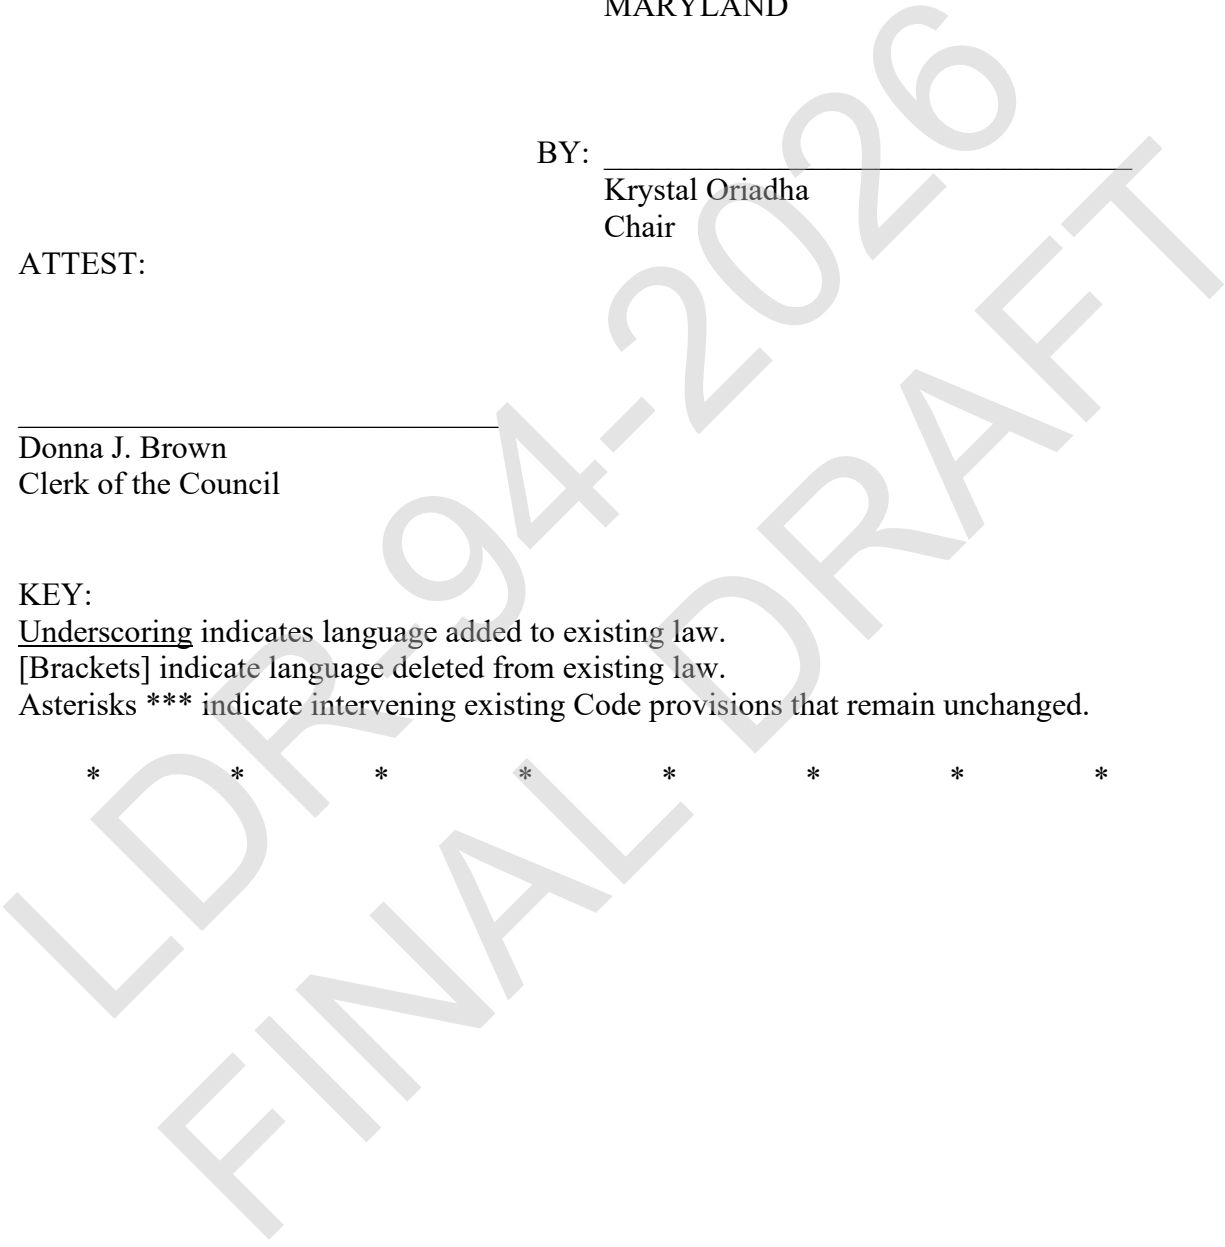 MARYLAND
BY: _________________________________
Krystal Oriadha
Chair
ATTEST:
______________________________
Donna J. Brown
Clerk of the Council
KEY:
Underscoring indicates language added to existing law.
[Brackets] indicate language deleted from existing law.
Asterisks *** indicate intervening existing Code provisions that remain unchanged.
* * * * * * * *
LDR-94-2026
FINAL DRAFT